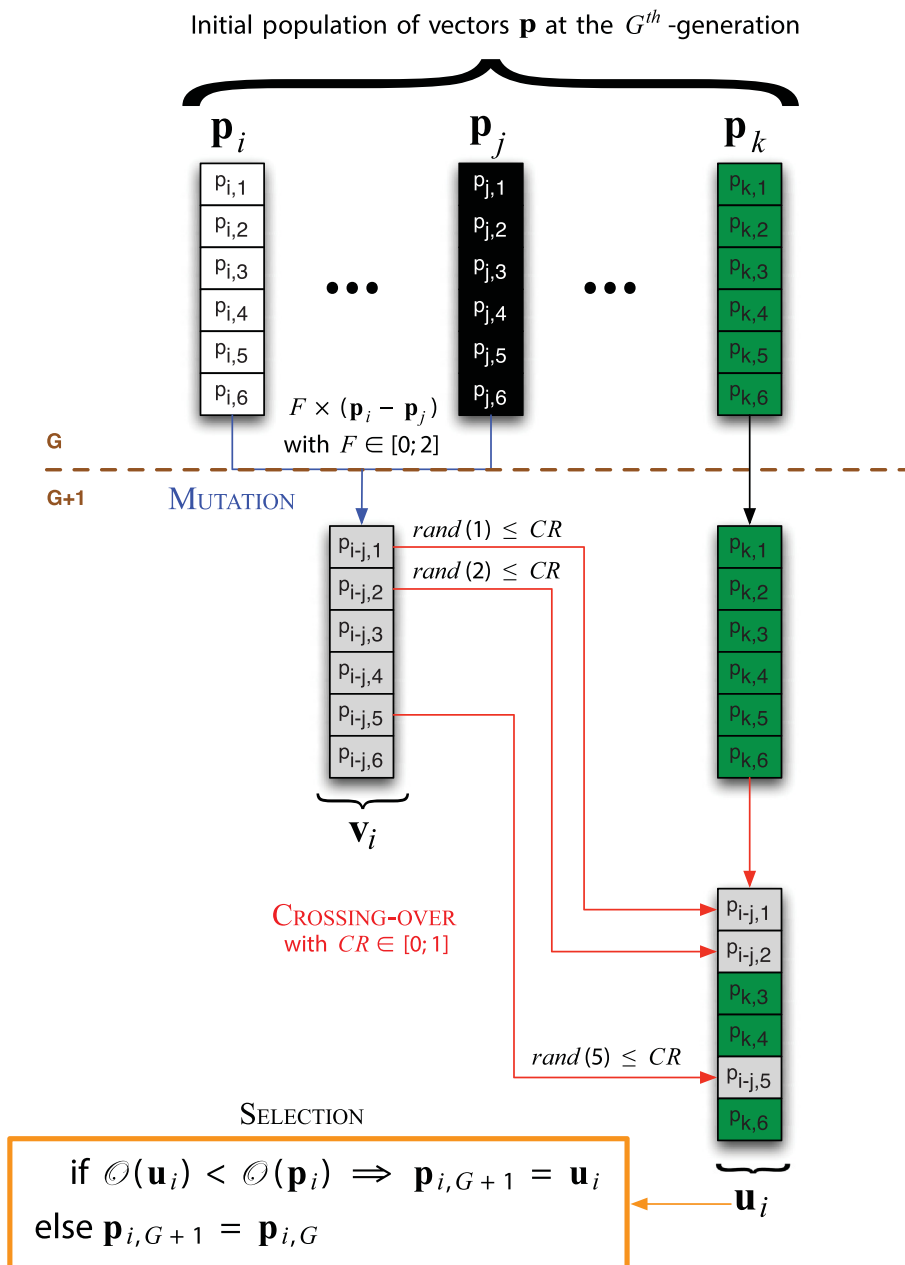 Initial population of vectors p at the G^th -generation
p_i
p_j
p_k
p_i,1
p_i,2
p_i,3
p_i,4
p_i,5
p_i,6
p_j,1
p_j,2
p_j,3
p_j,4
p_j,5
p_j,6
p_k,1
p_k,2
p_k,3
p_k,4
p_k,5
p_k,6
•••
•••
F × (p_i − p_j)
with F ∈ [0; 2]
G
G+1
MUTATION
p_i-j,1
p_i-j,2
p_i-j,3
p_i-j,4
p_i-j,5
p_i-j,6
v_i
rand (1) ≤ CR
rand (2) ≤ CR
p_k,1
p_k,2
p_k,3
p_k,4
p_k,5
p_k,6
CROSSING-OVER
with CR ∈ [0; 1]
rand (5) ≤ CR
p_i-j,1
p_i-j,2
p_k,3
p_k,4
p_i-j,5
p_k,6
u_i
SELECTION
if 𝒪(u_i) < 𝒪(p_i) ⇒ p_i,G+1 = u_i
else p_i,G+1 = p_i,G